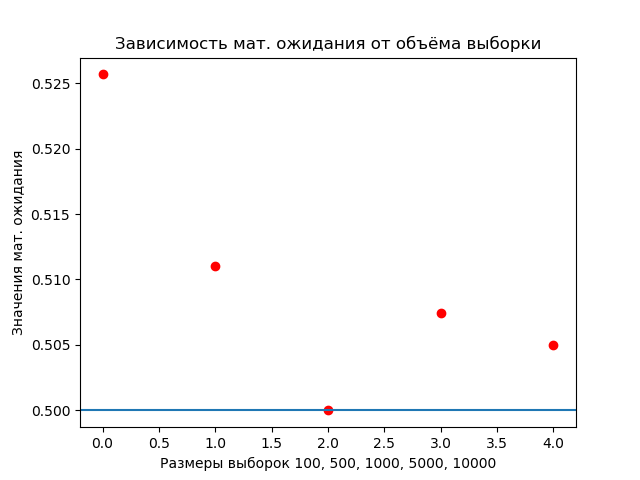 Зависимость мат. ожидания от объёма выборки
Значения мат. ожидания
0.525
0.520
0.515
0.510
0.505
0.500
0.0 0.5 1.0 1.5 2.0 2.5 3.0 3.5 4.0
Размеры выборок 100, 500, 1000, 5000, 10000